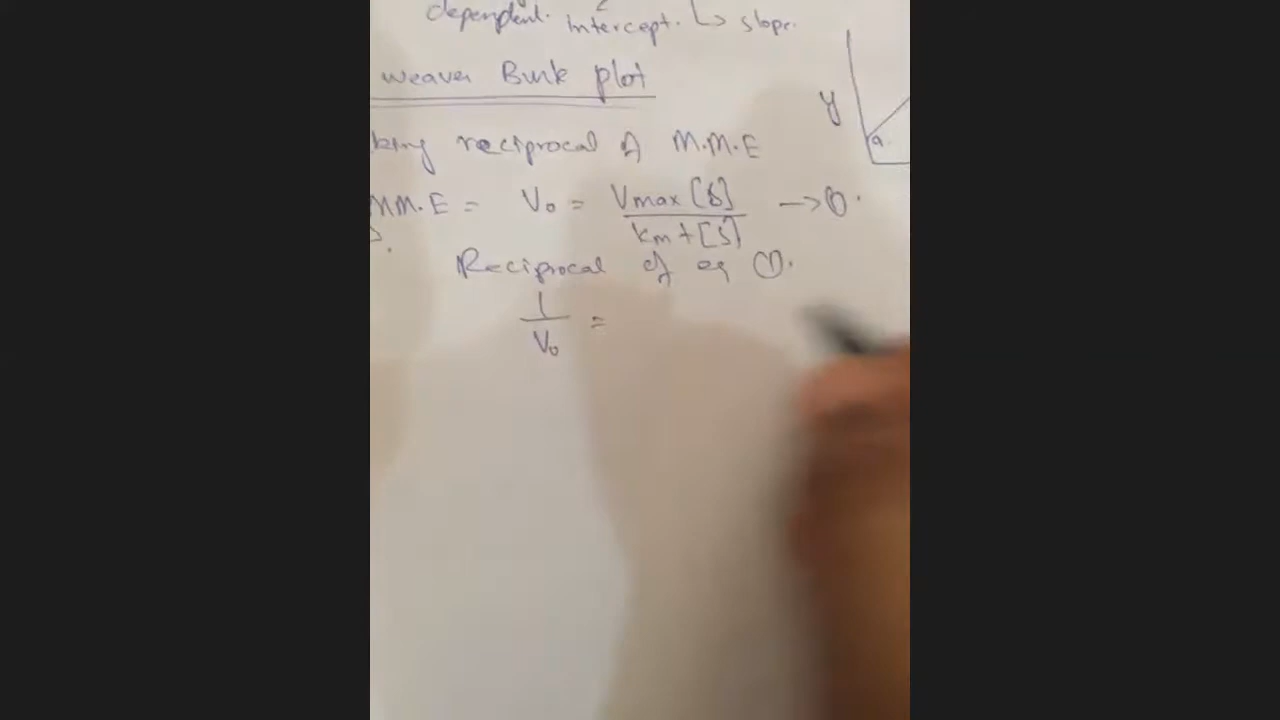 dependent. Intercept. ↳ slope.
weaver Burk plot
y
king reciprocal of M.M.E
a.
MM.E = V₀ = Vmax [S] / Km + [S] → ①.
Reciprocal of eq ①.
1 / V₀ =